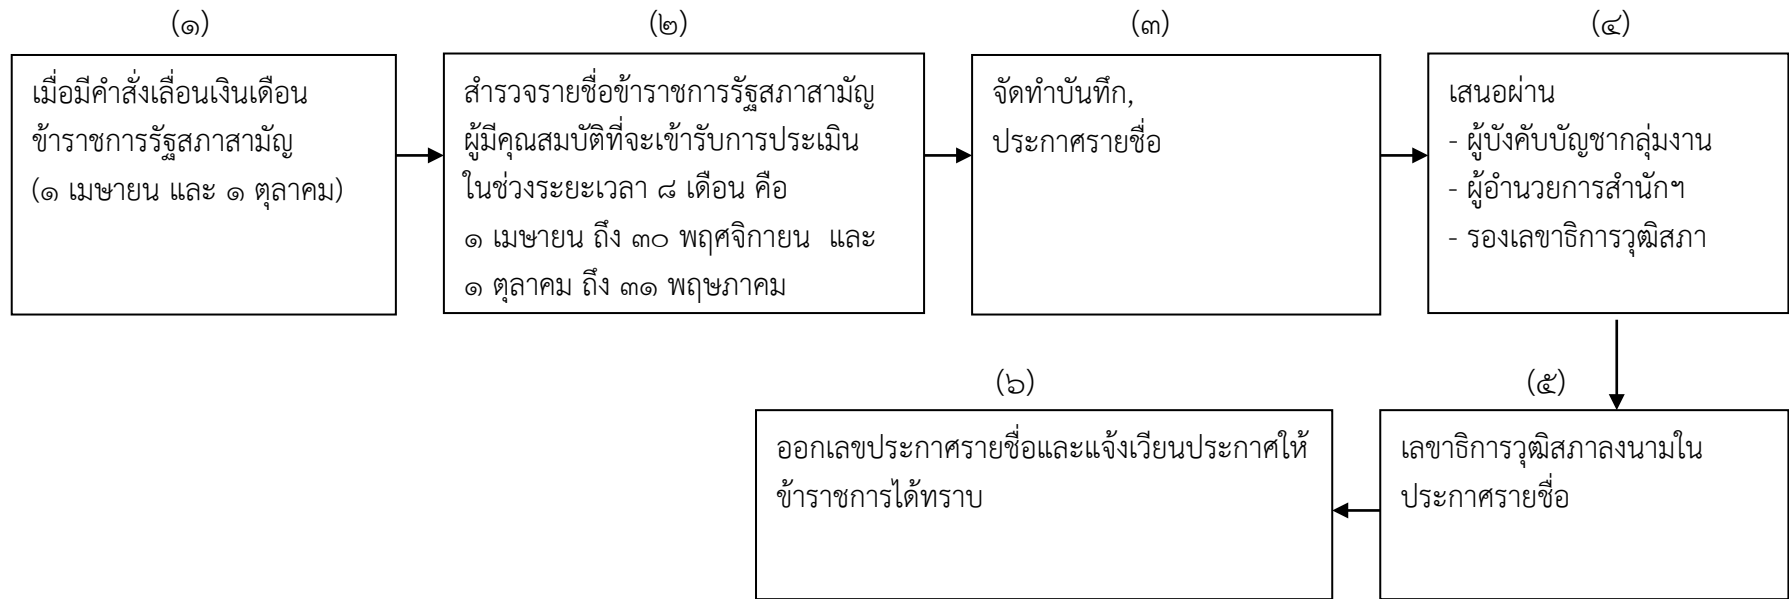 (๑)
เมื่อมีคำสั่งเลื่อนเงินเดือน
ข้าราชการรัฐสภาสามัญ
(๑ เมษายน และ ๑ ตุลาคม)
(๒)
สำรวจรายชื่อข้าราชการรัฐสภาสามัญ
ผู้มีคุณสมบัติที่จะเข้ารับการประเมิน
ในช่วงระยะเวลา ๘ เดือน คือ
๑ เมษายน ถึง ๓๐ พฤศจิกายน และ
๑ ตุลาคม ถึง ๓๑ พฤษภาคม
(๓)
จัดทำบันทึก,
ประกาศรายชื่อ
(๔)
เสนอผ่าน
- ผู้บังคับบัญชากลุ่มงาน
- ผู้อำนวยการสำนักฯ
- รองเลขาธิการวุฒิสภา
(๕)
เลขาธิการวุฒิสภาลงนามใน
ประกาศรายชื่อ
(๖)
ออกเลขประกาศรายชื่อและแจ้งเวียนประกาศให้
ข้าราชการได้ทราบ